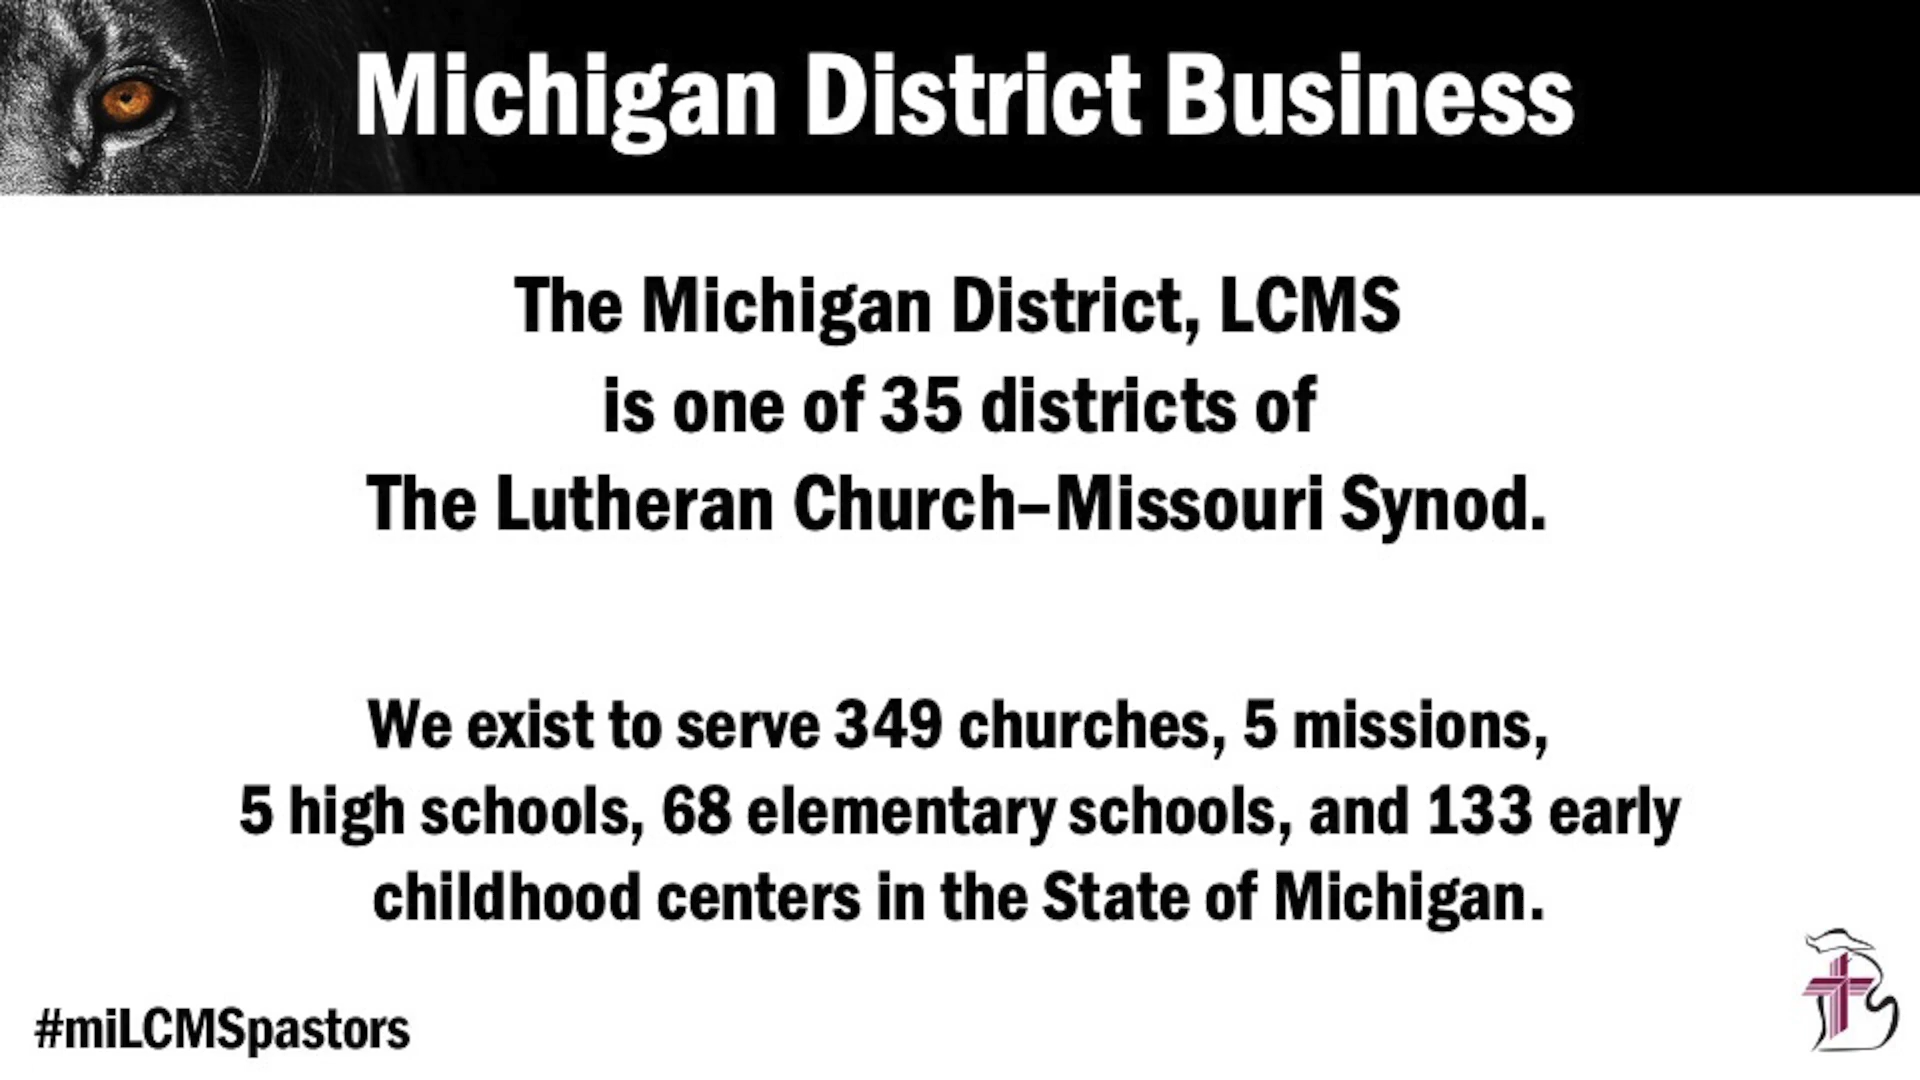 Michigan District Business
The Michigan District, LCMS
is one of 35 districts of
The Lutheran Church–Missouri Synod.
We exist to serve 349 churches, 5 missions,
5 high schools, 68 elementary schools, and 133 early
childhood centers in the State of Michigan.
#miLCMSpastors